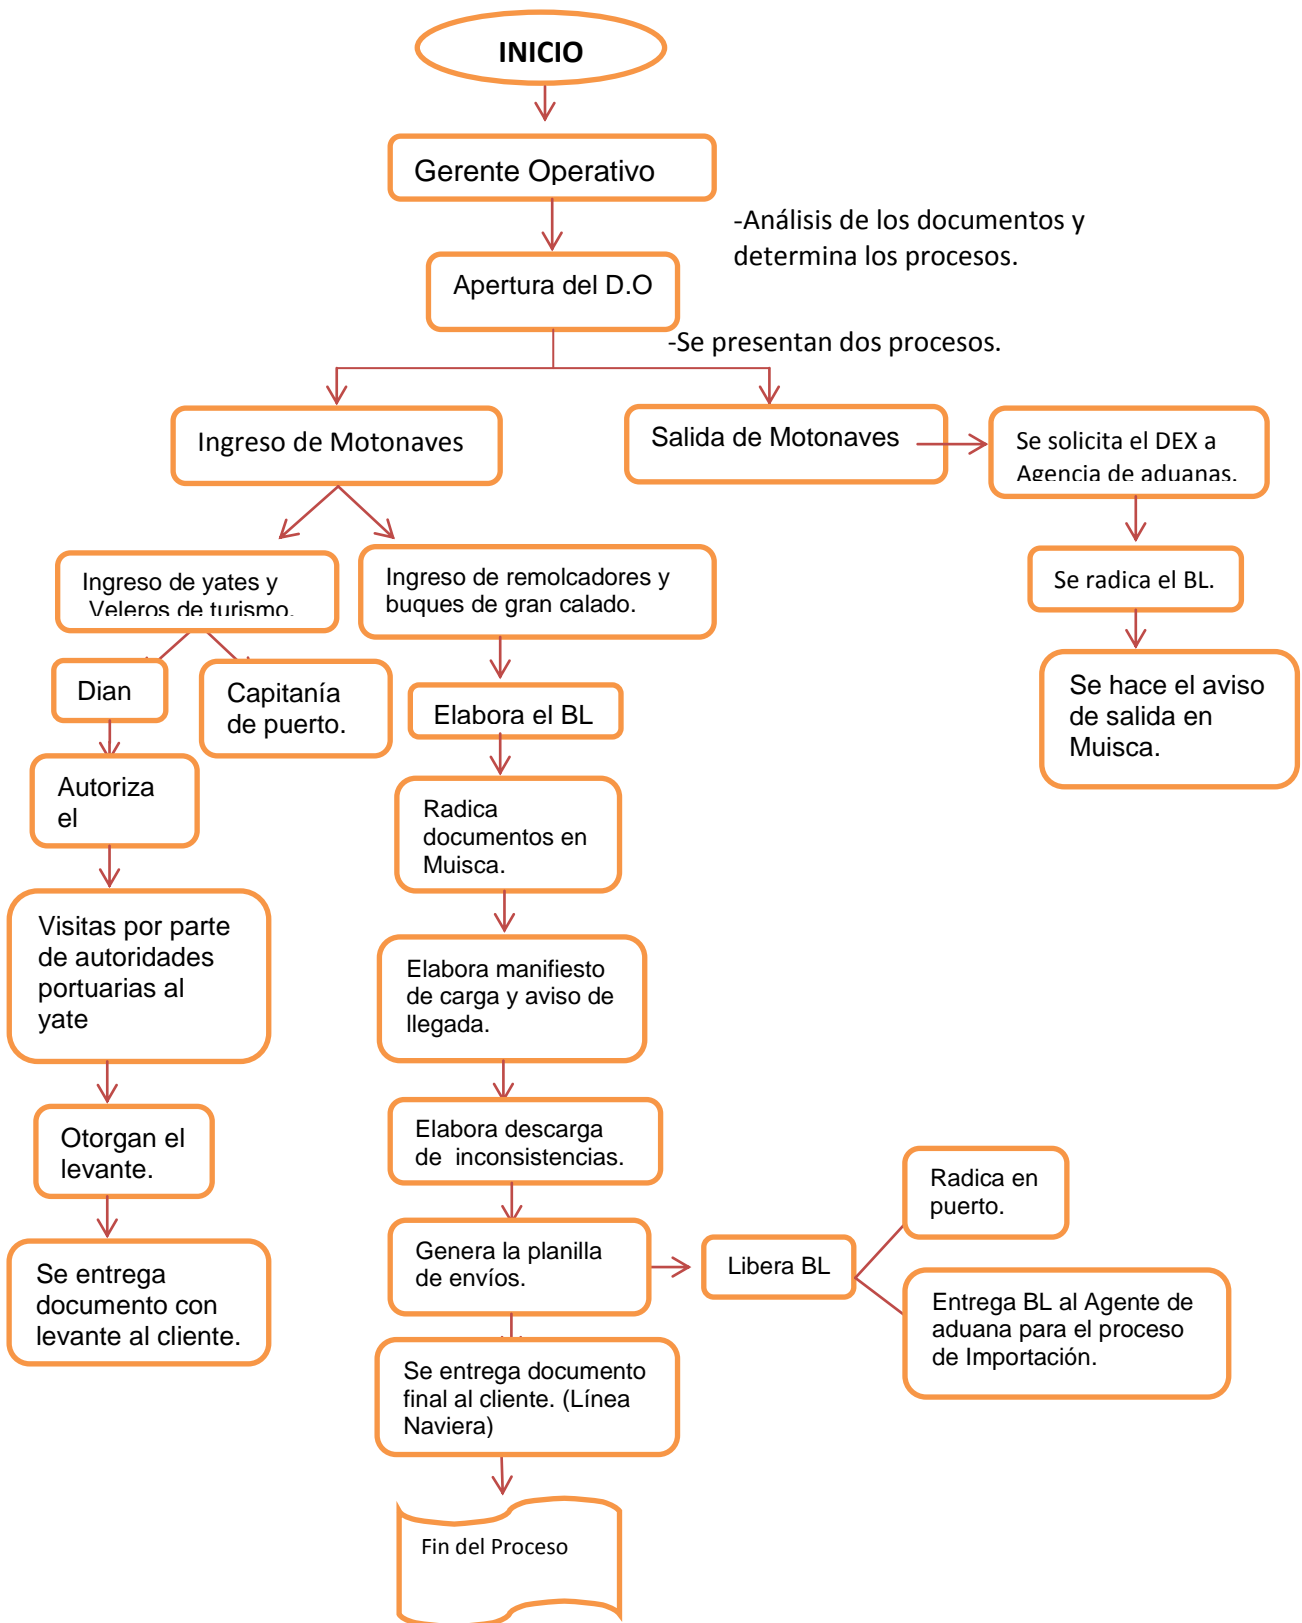 INICIO
Gerente Operativo
-Análisis de los documentos y
determina los procesos.
Apertura del D.O
-Se presentan dos procesos.
Ingreso de Motonaves
Salida de Motonaves
Se solicita el DEX a
Agencia de aduanas.
Ingreso de yates y
Veleros de turismo.
Ingreso de remolcadores y
buques de gran calado.
Se radica el BL.
Dian
Capitanía
de puerto.
Elabora el BL
Se hace el aviso
de salida en
Muisca.
Autoriza
el
Radica
documentos en
Muisca.
Visitas por parte
de autoridades
portuarias al
yate
Elabora manifiesto
de carga y aviso de
llegada.
Otorgan el
levante.
Elabora descarga
de inconsistencias.
Radica en
puerto.
Genera la planilla
de envíos.
Libera BL
Se entrega
documento con
levante al cliente.
Entrega BL al Agente de
aduana para el proceso
de Importación.
Se entrega documento
final al cliente. (Línea
Naviera)
Fin del Proceso